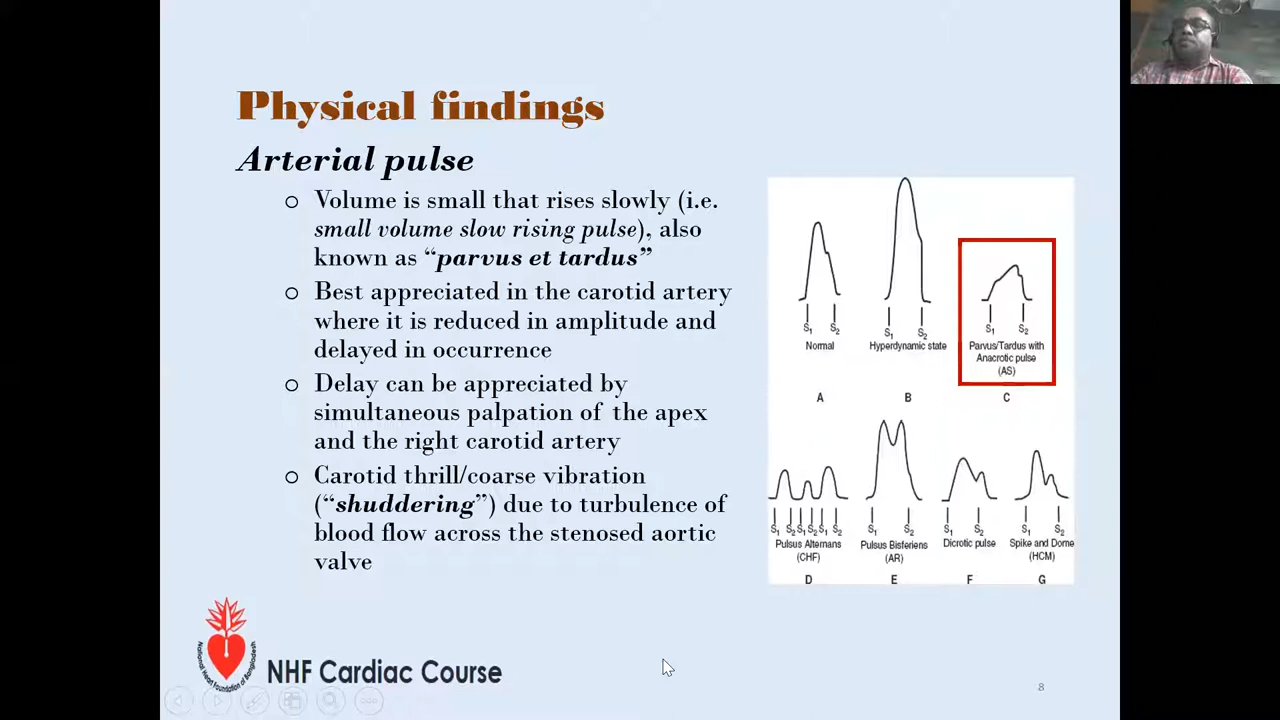 Physical findings
Arterial pulse
Volume is small that rises slowly (i.e.
small volume slow rising pulse), also
known as “parvus et tardus”
Best appreciated in the carotid artery
where it is reduced in amplitude and
delayed in occurrence
Delay can be appreciated by
simultaneous palpation of the apex
and the right carotid artery
Carotid thrill/coarse vibration
(“shuddering”) due to turbulence of
blood flow across the stenosed aortic
valve
S1 S2
Normal
A
S1 S2
Hyperdynamic state
B
S1 S2
Parvus/Tardus with
Anacrotic pulse
(AS)
C
S1 S2 S1 S2 S1 S2
Pulsus Alternans
(CHF)
D
S1 S2
Pulsus Bisferiens
(AR)
E
S1 S2
Dicrotic pulse
F
S1 S2
Spike and Dome
(HCM)
G
National Heart Foundation of Bangladesh
NHF Cardiac Course
8